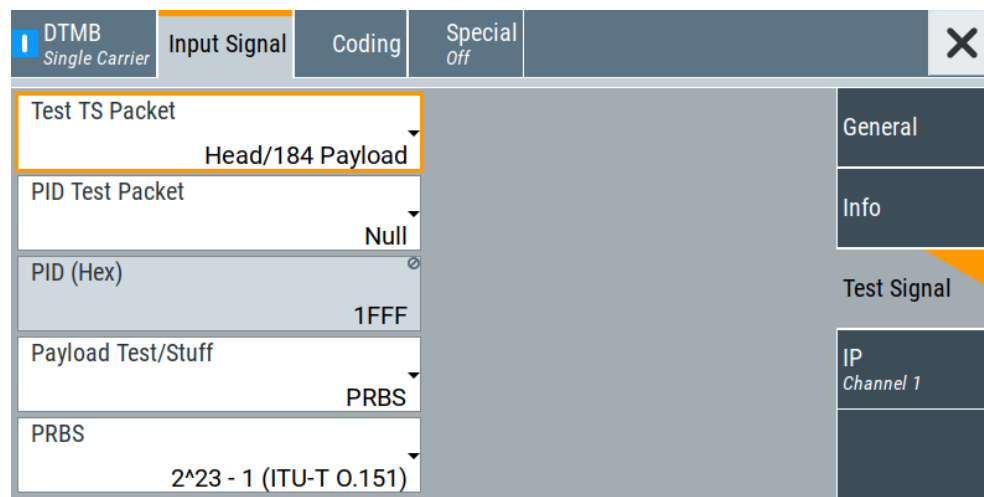 DTMB
Single Carrier
Input Signal
Coding
Special
Off
Test TS Packet
Head/184 Payload
PID Test Packet
Null
PID (Hex)
1FFF
Payload Test/Stuff
PRBS
PRBS
2^23 - 1 (ITU-T O.151)
General
Info
Test Signal
IP
Channel 1